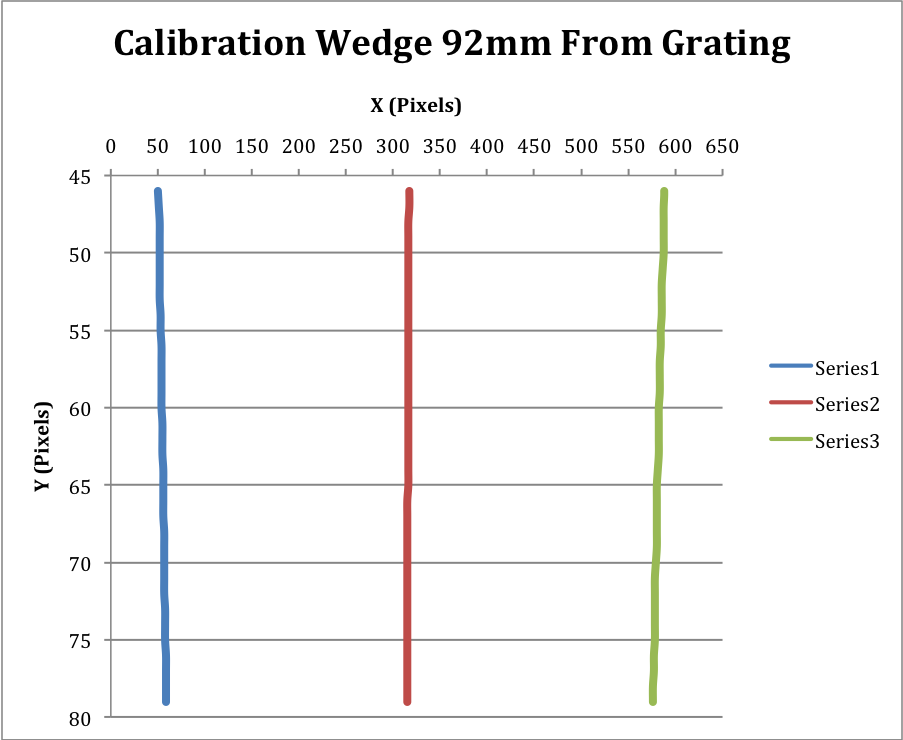 Calibration Wedge 92mm From Grating
X (Pixels)
0 50 100 150 200 250 300 350 400 450 500 550 600 650
45
50
55
60
65
70
75
80
Y (Pixels)
Series1
Series2
Series3